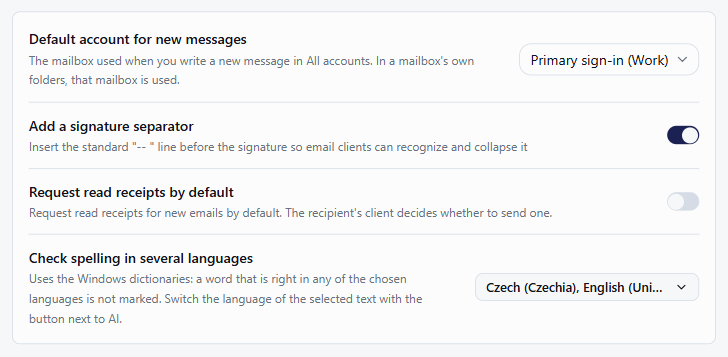 Default account for new messages
The mailbox used when you write a new message in All accounts. In a mailbox's own
folders, that mailbox is used.
Primary sign-in (Work)
Add a signature separator
Insert the standard "-- " line before the signature so email clients can recognize and collapse it
Request read receipts by default
Request read receipts for new emails by default. The recipient's client decides whether to send one.
Check spelling in several languages
Uses the Windows dictionaries: a word that is right in any of the chosen
languages is not marked. Switch the language of the selected text with the
button next to AI.
Czech (Czechia), English (Uni...